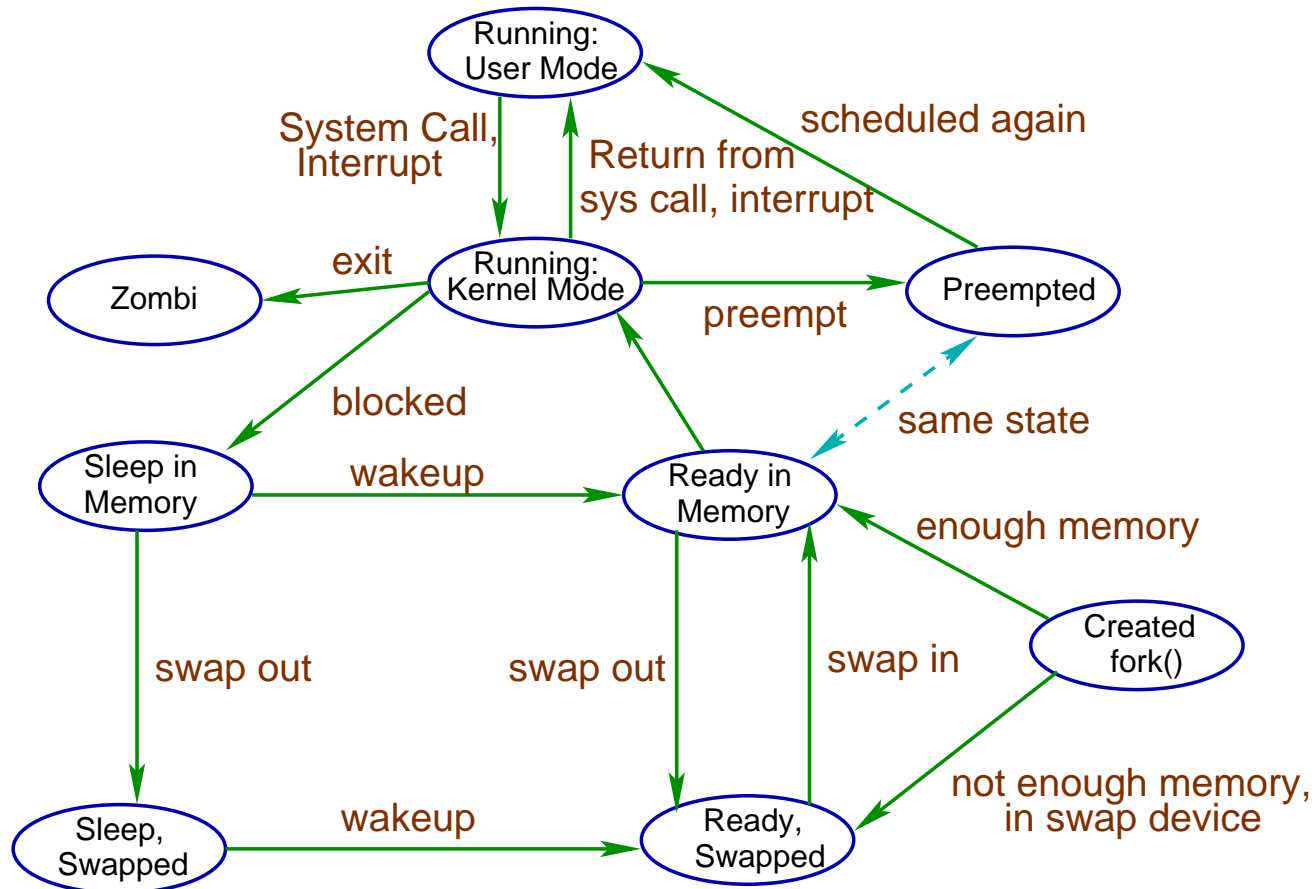 Running:
User Mode
System Call,
Interrupt
Return from
sys call, interrupt
scheduled again
exit
Zombi
Running:
Kernel Mode
preempt
Preempted
blocked
same state
Sleep in
Memory
wakeup
Ready in
Memory
enough memory
Created
fork()
swap out
swap out
swap in
not enough memory,
in swap device
Sleep,
Swapped
wakeup
Ready,
Swapped